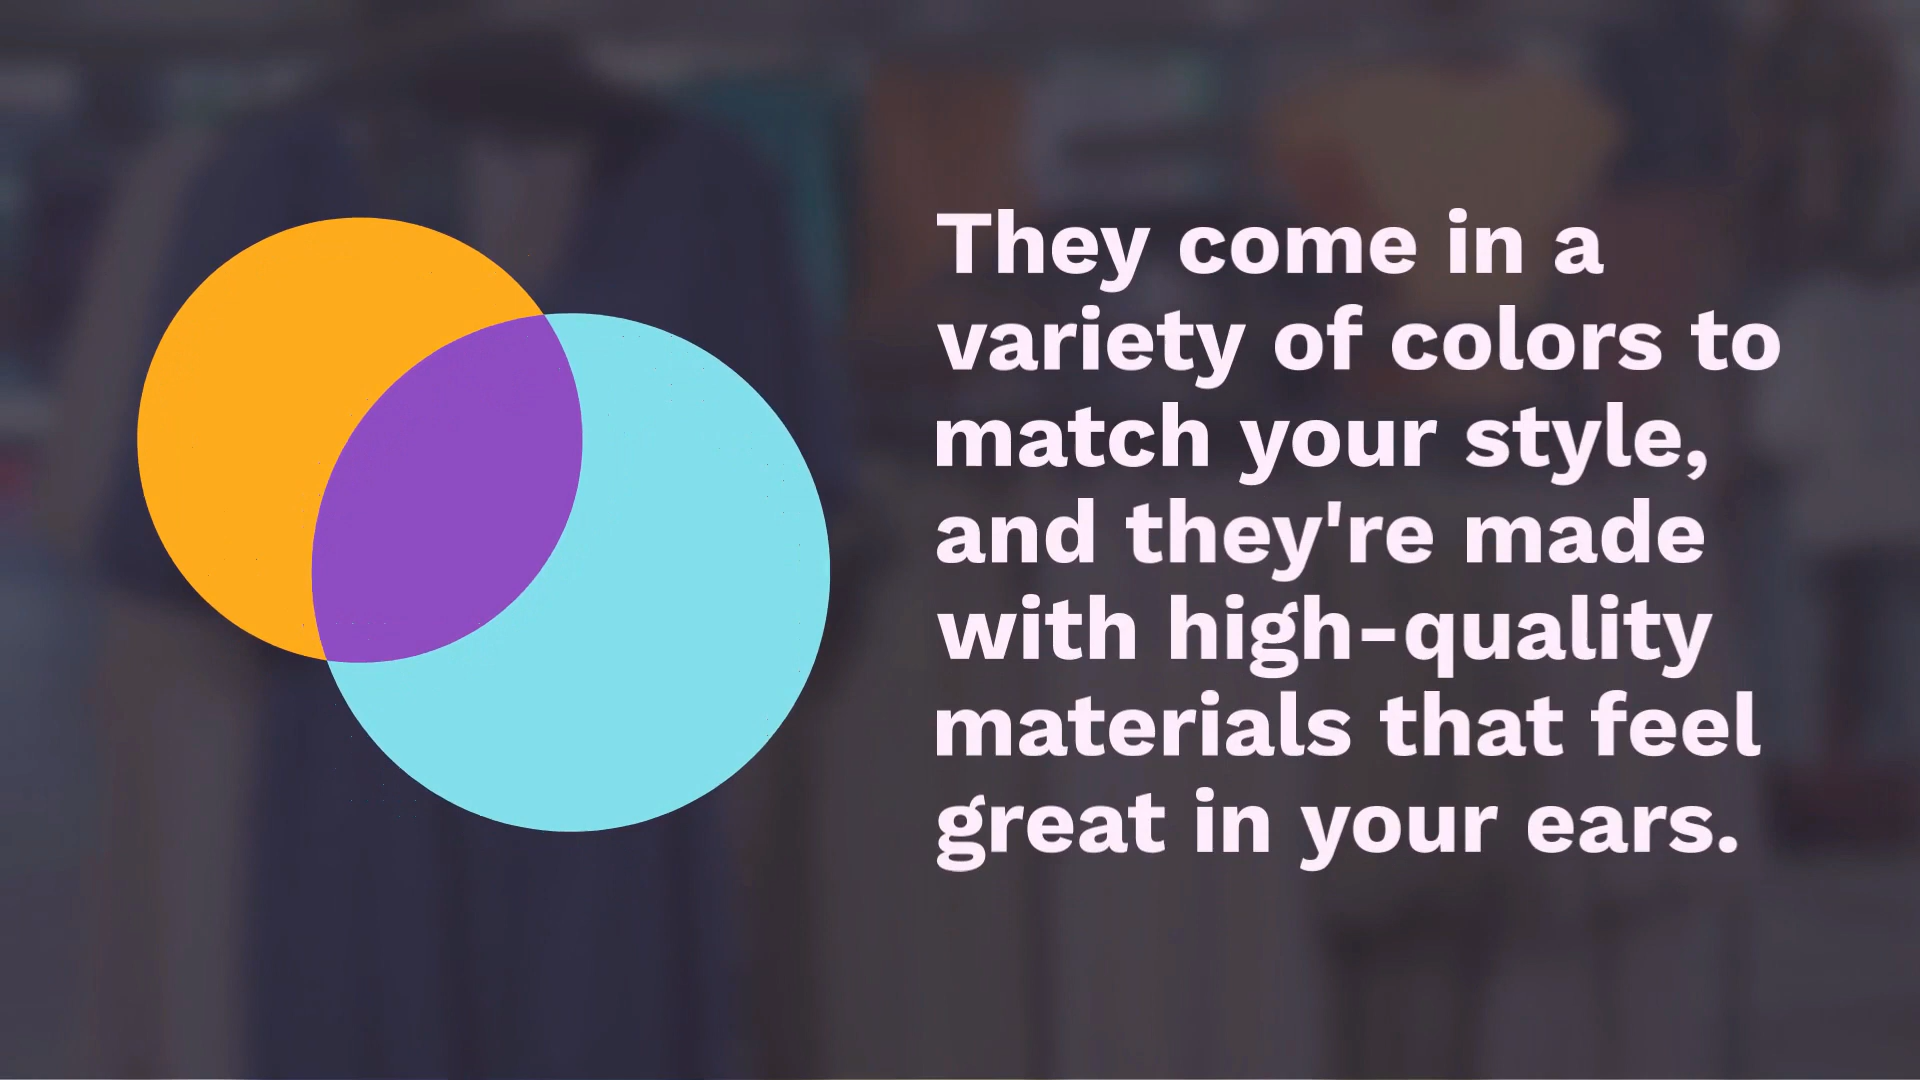 They come in a
variety of colors to
match your style,
and they're made
with high-quality
materials that feel
great in your ears.